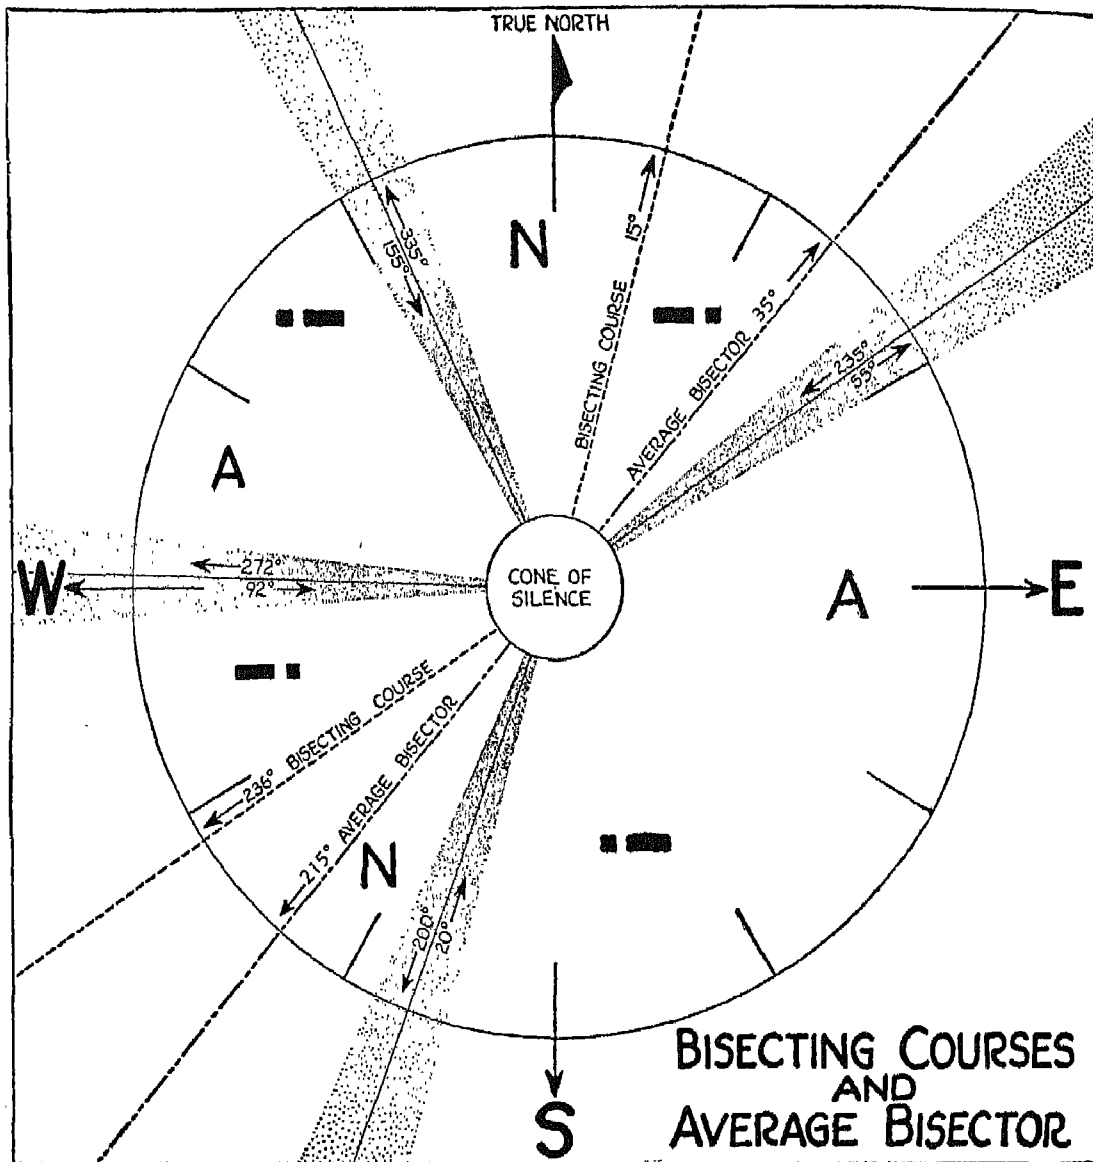 TRUE NORTH
N
335°
155°
15°
BISECTING COURSE
AVERAGE BISECTOR 35°
235°
55°
A
W
272°
92°
CONE OF
SILENCE
A
E
236° BISECTING COURSE
215° AVERAGE BISECTOR
N
200°
20°
S
BISECTING COURSES
AND
AVERAGE BISECTOR